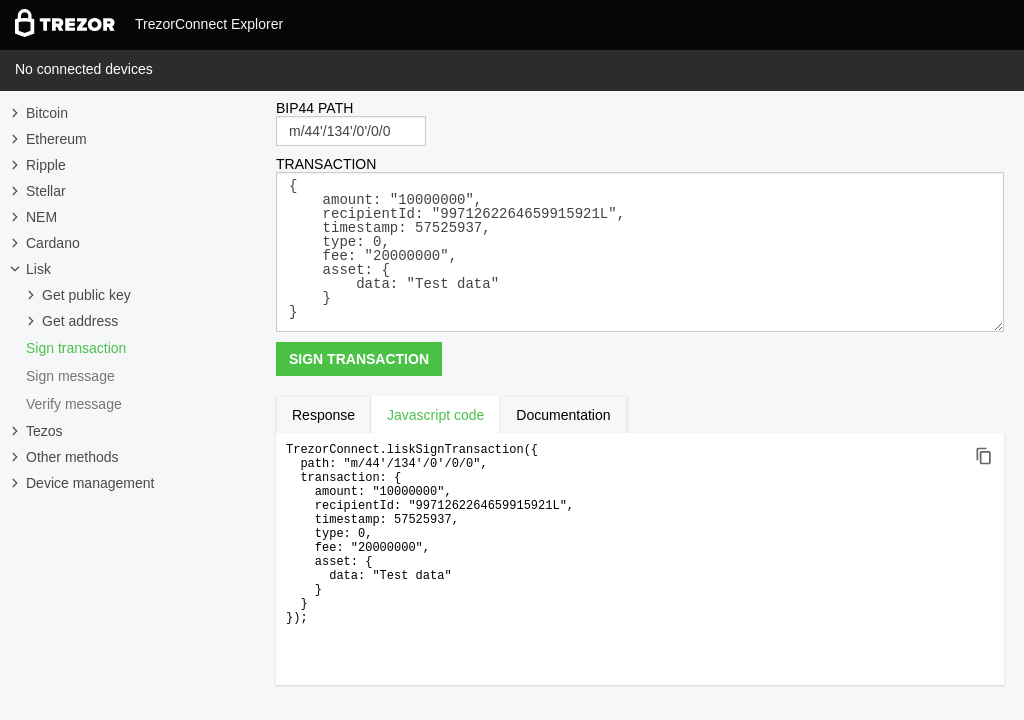 TREZOR TrezorConnect Explorer
No connected devices
Bitcoin
Ethereum
Ripple
Stellar
NEM
Cardano
Lisk
Get public key
Get address
Sign transaction
Sign message
Verify message
Tezos
Other methods
Device management
BIP44 PATH
m/44'/134'/0'/0/0
TRANSACTION
{
    amount: "10000000",
    recipientId: "9971262264659915921L",
    timestamp: 57525937,
    type: 0,
    fee: "20000000",
    asset: {
        data: "Test data"
    }
}
SIGN TRANSACTION
Response Javascript code Documentation
TrezorConnect.liskSignTransaction({
  path: "m/44'/134'/0'/0/0",
  transaction: {
    amount: "10000000",
    recipientId: "9971262264659915921L",
    timestamp: 57525937,
    type: 0,
    fee: "20000000",
    asset: {
      data: "Test data"
    }
  }
});